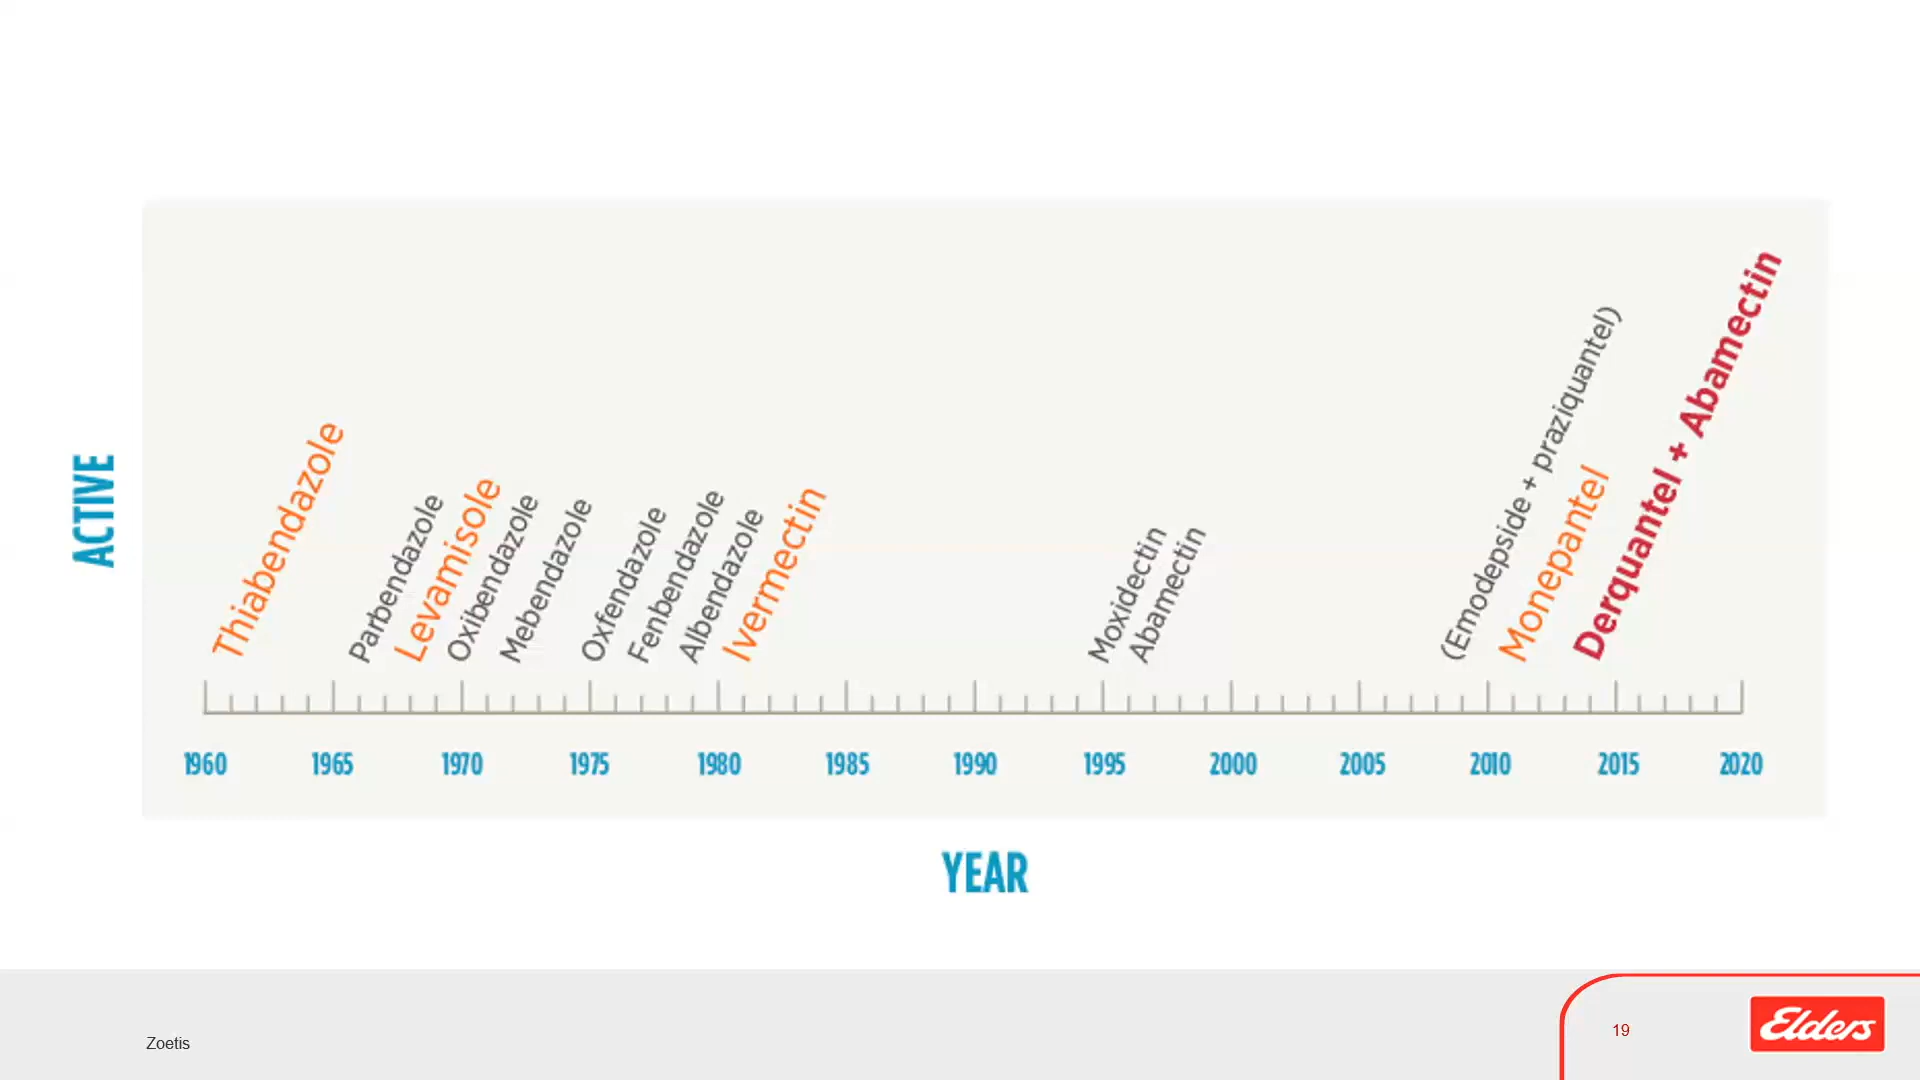 ACTIVE
Thiabendazole
Parbendazole
Levamisole
Oxibendazole
Mebendazole
Oxfendazole
Fenbendazole
Albendazole
Ivermectin
Moxidectin
Abamectin
(Emodepside + praziquantel)
Monepantel
Derquantel + Abamectin
1960 1965 1970 1975 1980 1985 1990 1995 2000 2005 2010 2015 2020
YEAR
Zoetis
19
Elders